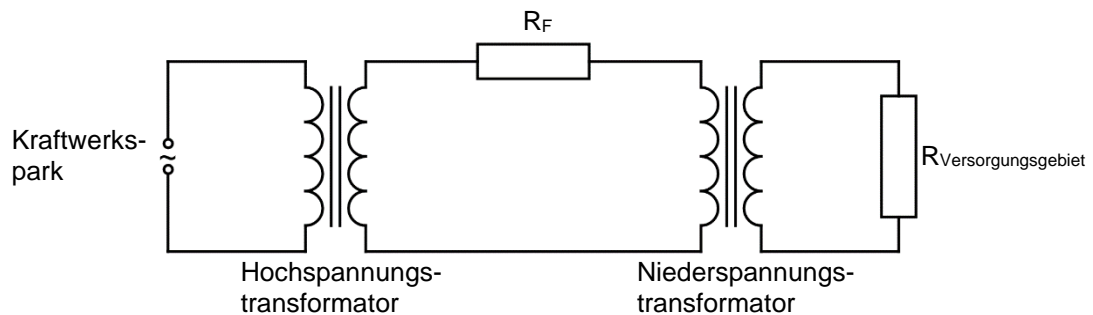 R_F
Kraftwerks-
park
~
R_Versorgungsgebiet
Hochspannungs-
transformator
Niederspannungs-
transformator